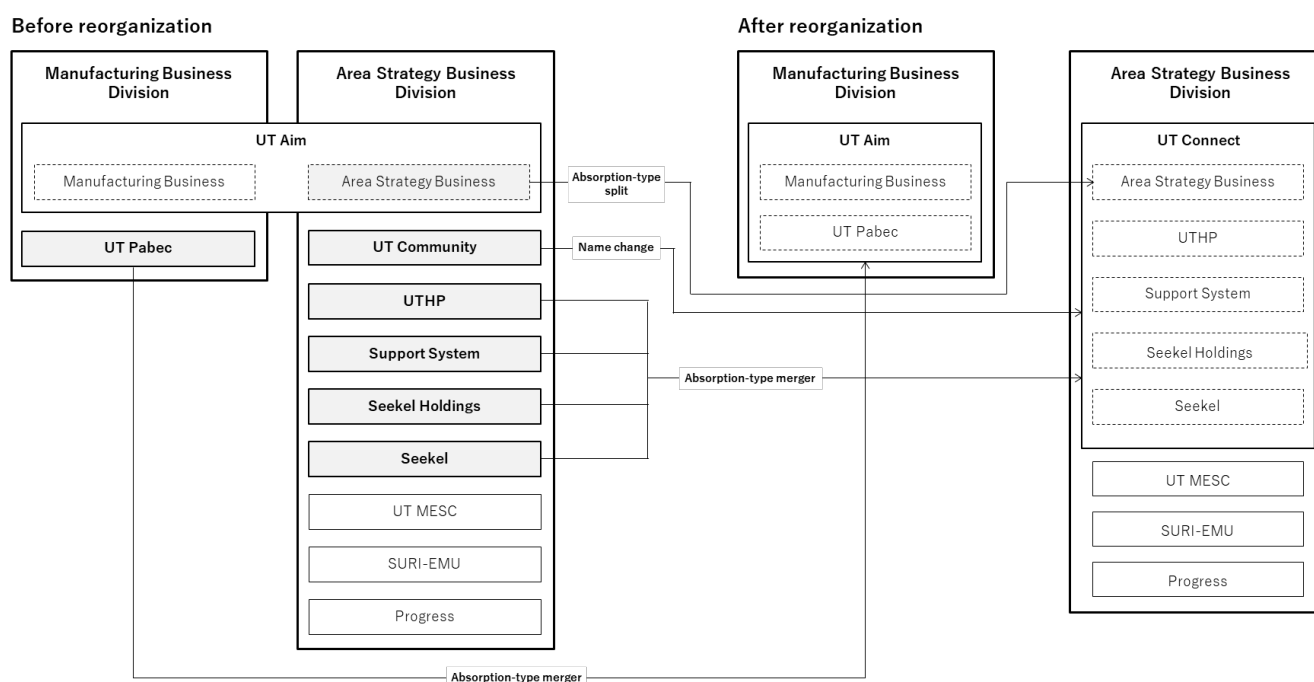 Before reorganization
Manufacturing Business
Division
Area Strategy Business
Division
UT Aim
Manufacturing Business
Area Strategy Business
UT Pabec
UT Community
UTHP
Support System
Seekel Holdings
Seekel
UT MESC
SURI-EMU
Progress
Absorption-type
split
Name change
Absorption-type merger
Absorption-type merger
After reorganization
Manufacturing Business
Division
UT Aim
Manufacturing Business
UT Pabec
Area Strategy Business
Division
UT Connect
Area Strategy Business
UTHP
Support System
Seekel Holdings
Seekel
UT MESC
SURI-EMU
Progress